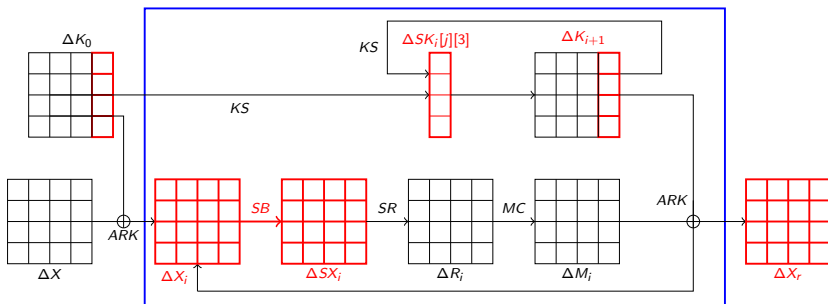 ΔK₀
ΔSKᵢ[j][3]
ΔKᵢ₊₁
KS
KS
SB
SR
MC
ARK
ARK
ΔX
ΔXᵢ
ΔSXᵢ
ΔRᵢ
ΔMᵢ
ΔXᵣ